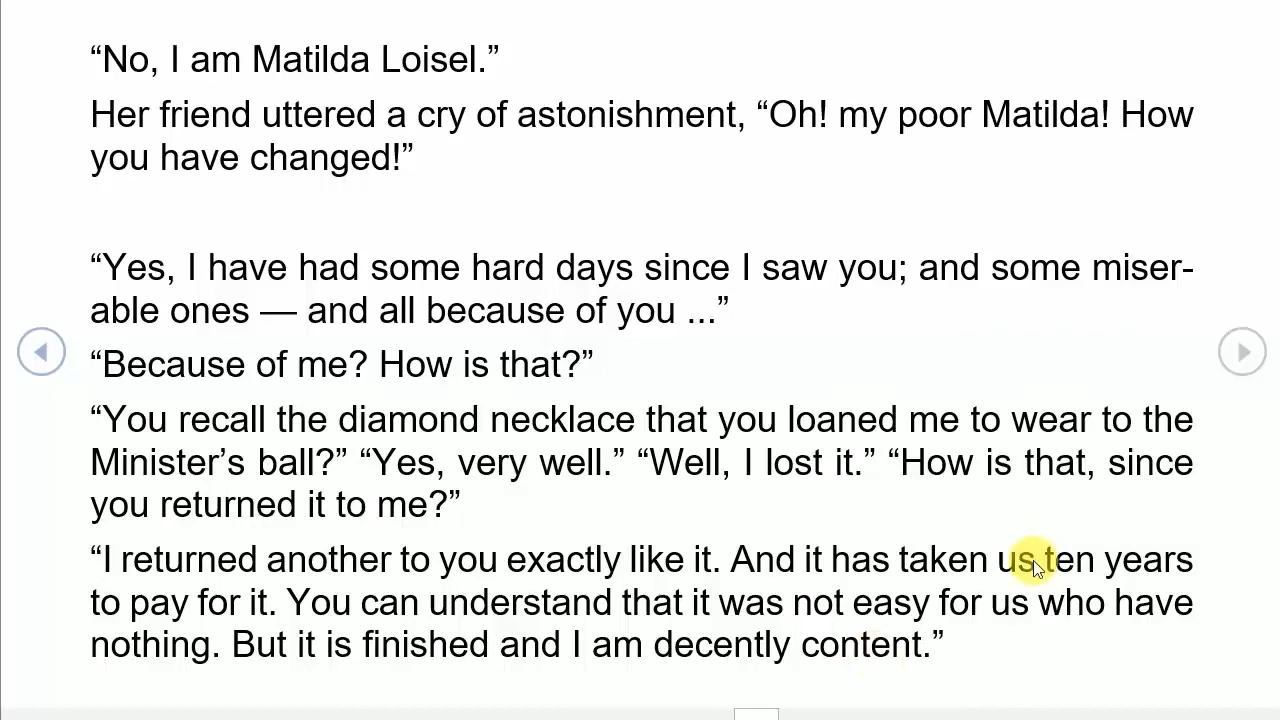 “No, I am Matilda Loisel.”
Her friend uttered a cry of astonishment, “Oh! my poor Matilda! How
you have changed!”
“Yes, I have had some hard days since I saw you; and some miser-
able ones — and all because of you ...”
“Because of me? How is that?”
“You recall the diamond necklace that you loaned me to wear to the
Minister’s ball?” “Yes, very well.” “Well, I lost it.” “How is that, since
you returned it to me?”
“I returned another to you exactly like it. And it has taken us ten years
to pay for it. You can understand that it was not easy for us who have
nothing. But it is finished and I am decently content.”